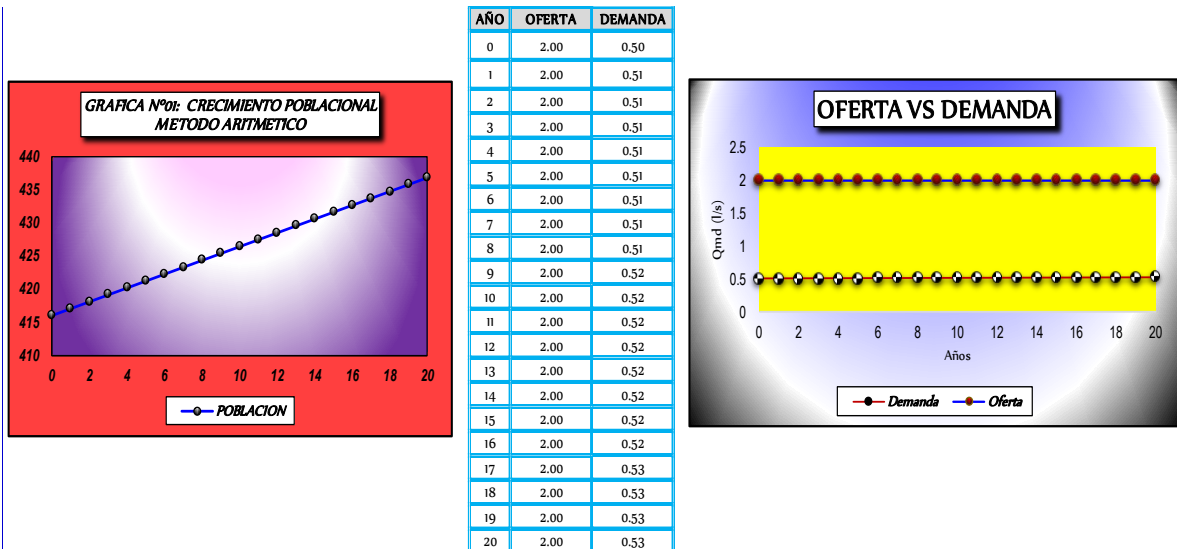 GRAFICA Nº01: CRECIMIENTO POBLACIONAL
METODO ARITMETICO
440
435
430
425
420
415
410
0 2 4 6 8 10 12 14 16 18 20
POBLACION
AÑO OFERTA DEMANDA
0 2.00 0.50
1 2.00 0.51
2 2.00 0.51
3 2.00 0.51
4 2.00 0.51
5 2.00 0.51
6 2.00 0.51
7 2.00 0.51
8 2.00 0.51
9 2.00 0.52
10 2.00 0.52
11 2.00 0.52
12 2.00 0.52
13 2.00 0.52
14 2.00 0.52
15 2.00 0.52
16 2.00 0.52
17 2.00 0.53
18 2.00 0.53
19 2.00 0.53
20 2.00 0.53
OFERTA VS DEMANDA
Qmd (l/s)
2.5
2
1.5
1
0.5
0
0 2 4 6 8 10 12 14 16 18 20
Años
Demanda Oferta